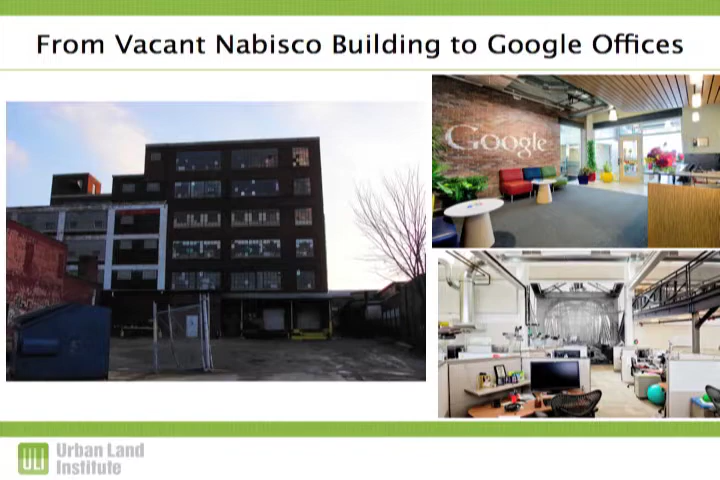 From Vacant Nabisco Building to Google Offices
Google
ULI
Urban Land
Institute